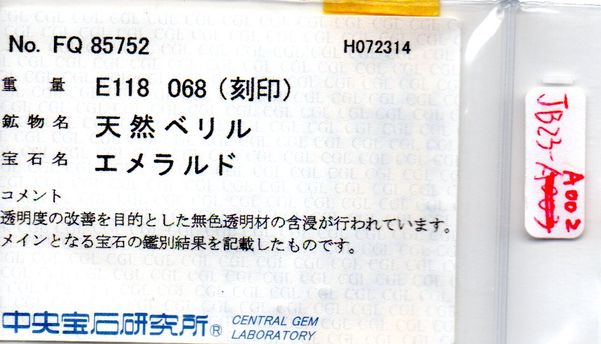 No. FQ 85752 H072314
重 量 E118 068 (刻印)
鉱物名 天然ベリル
宝石名 エメラルド
コメント
透明度の改善を目的とした無色透明材の含浸が行われています。
メインとなる宝石の鑑別結果を記載したものです。
中央宝石研究所® CENTRAL GEM
LABORATORY
JB23-
A002